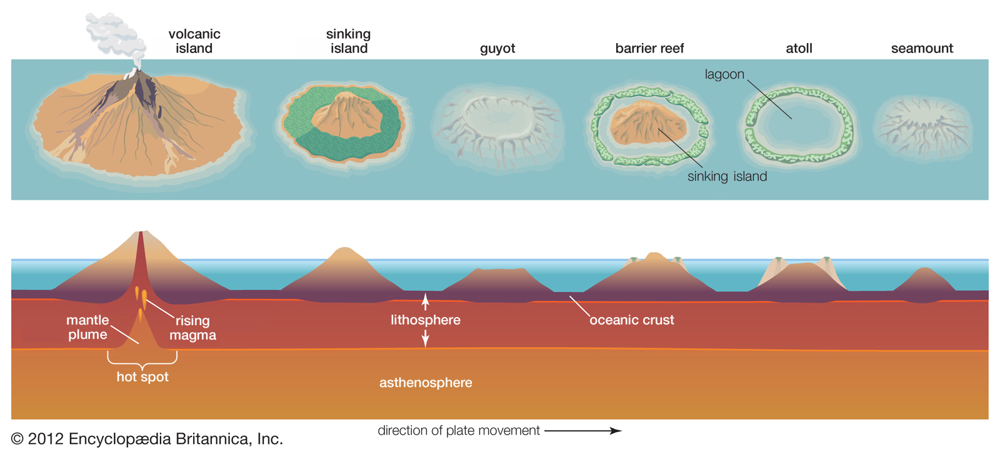 volcanic
island
sinking
island
guyot
barrier reef
atoll
seamount
lagoon
sinking island
mantle
plume
rising
magma
lithosphere
oceanic crust
hot spot
asthenosphere
direction of plate movement
© 2012 Encyclopædia Britannica, Inc.